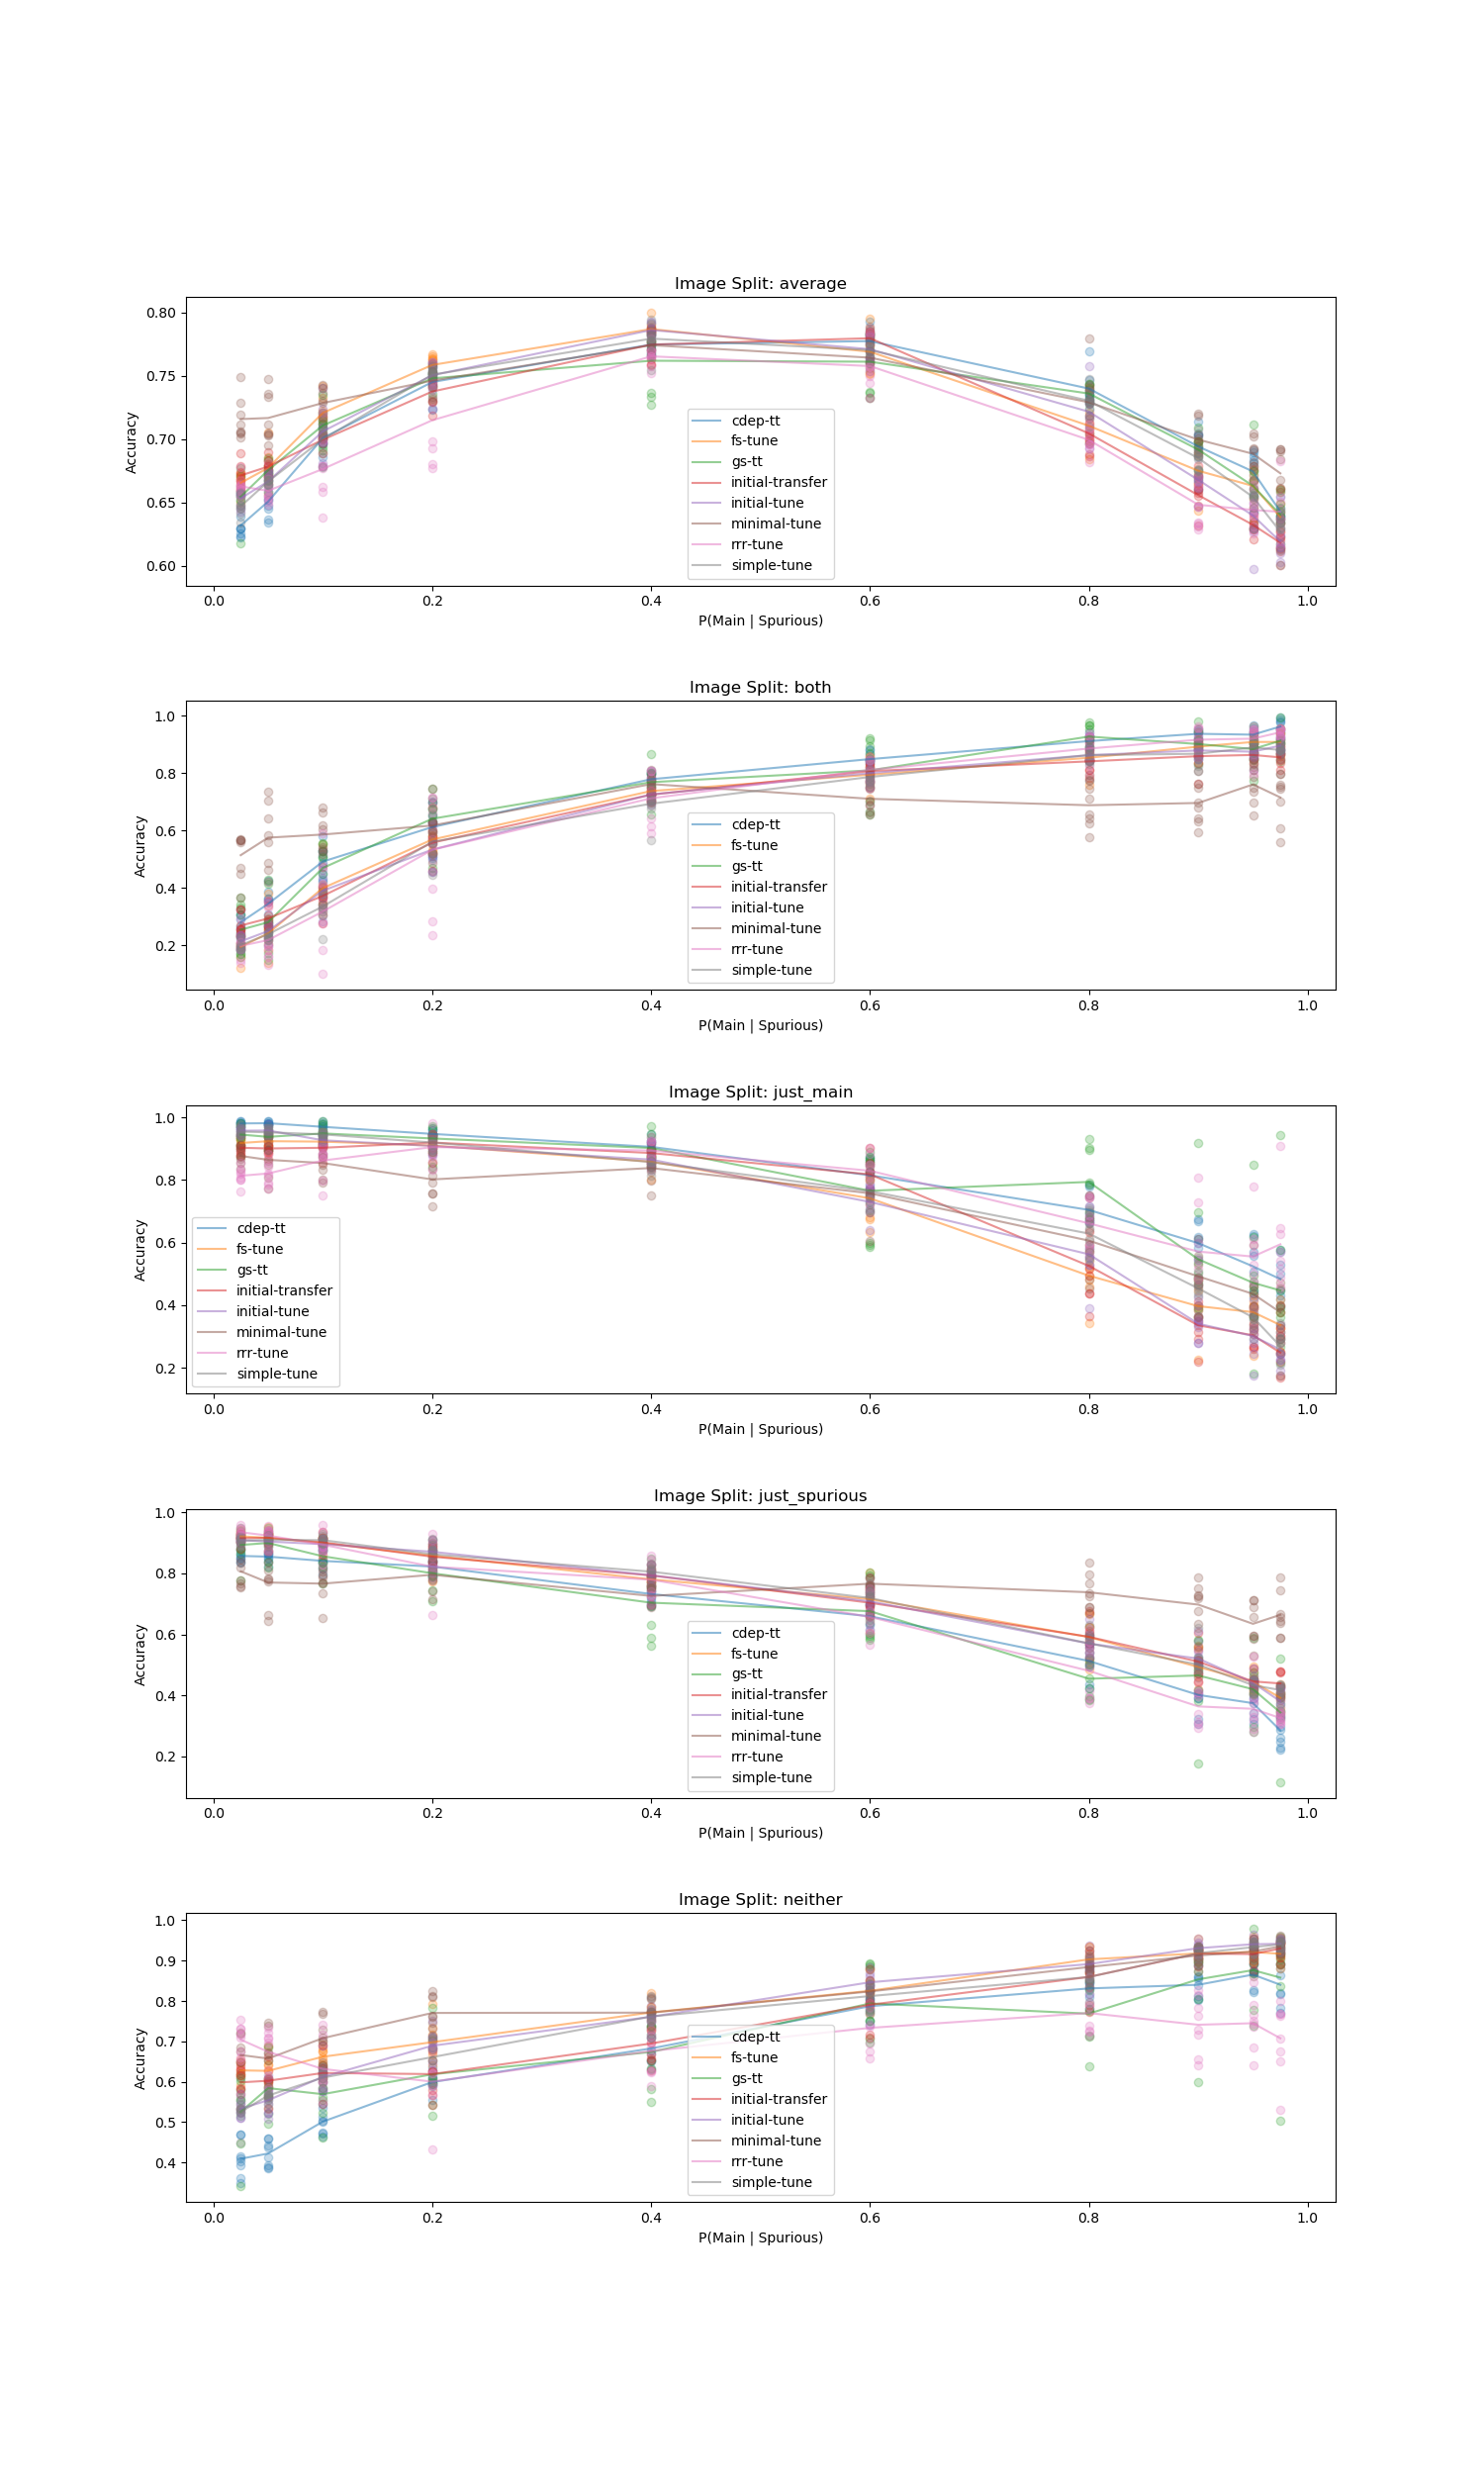 Image Split: average
0.80
0.75
0.70
0.65
0.60
Accuracy
cdep-tt
fs-tune
gs-tt
initial-transfer
initial-tune
minimal-tune
rrr-tune
simple-tune
0.0 0.2 0.4 0.6 0.8 1.0
P(Main | Spurious)
Image Split: both
1.0
0.8
0.6
0.4
0.2
Accuracy
cdep-tt
fs-tune
gs-tt
initial-transfer
initial-tune
minimal-tune
rrr-tune
simple-tune
0.0 0.2 0.4 0.6 0.8 1.0
P(Main | Spurious)
Image Split: just_main
1.0
0.8
0.6
0.4
0.2
Accuracy
cdep-tt
fs-tune
gs-tt
initial-transfer
initial-tune
minimal-tune
rrr-tune
simple-tune
0.0 0.2 0.4 0.6 0.8 1.0
P(Main | Spurious)
Image Split: just_spurious
1.0
0.8
0.6
0.4
0.2
Accuracy
cdep-tt
fs-tune
gs-tt
initial-transfer
initial-tune
minimal-tune
rrr-tune
simple-tune
0.0 0.2 0.4 0.6 0.8 1.0
P(Main | Spurious)
Image Split: neither
1.0
0.9
0.8
0.7
0.6
0.5
0.4
Accuracy
cdep-tt
fs-tune
gs-tt
initial-transfer
initial-tune
minimal-tune
rrr-tune
simple-tune
0.0 0.2 0.4 0.6 0.8 1.0
P(Main | Spurious)